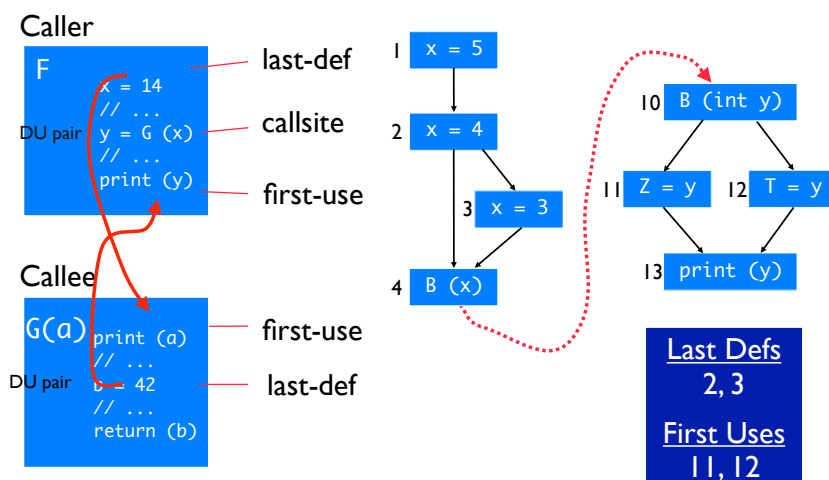 Caller
F
last-def
x = 14
// ...
DU pair
y = G (x)
callsite
// ...
print (y)
first-use
Callee
G(a)
print (a)
first-use
// ...
DU pair
b = 42
last-def
// ...
return (b)
1
x = 5
2
x = 4
3
x = 3
4
B (x)
10
B (int y)
11
Z = y
12
T = y
13
print (y)
Last Defs
2, 3
First Uses
11, 12